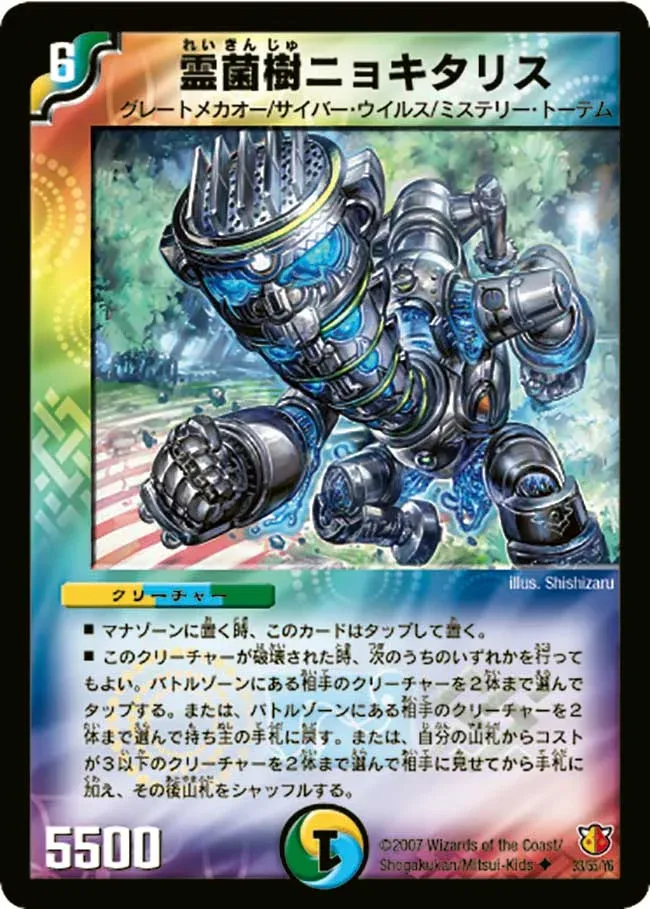 6
れいきんじゅ
霊菌樹ニョキタリス
グレートメカオー/サイバー・ウイルス/ミステリー・トーテム
illus. Shishizaru
クリーチャー
■ マナゾーンに置く時、このカードはタップして置く。
■ このクリーチャーが破壊された時、次のうちのいずれかを行って
もよい。バトルゾーンにある相手のクリーチャーを2体まで選んで
タップする。または、バトルゾーンにある相手のクリーチャーを2
体まで選んで持ち主の手札に戻す。または、自分の山札からコスト
が3以下のクリーチャーを2体まで選んで相手に見せてから手札に
加え、その後山札をシャッフルする。
5500
1
©2007 Wizards of the Coast/
Shogakukan/Mitsui-Kids ◆
33/55/Y6